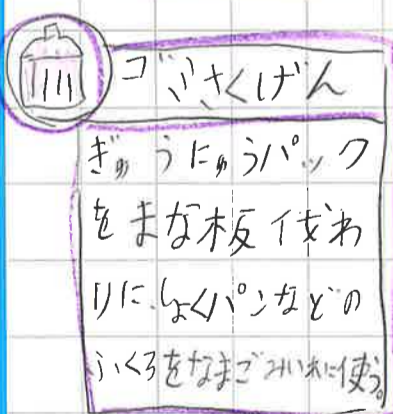 ゴミさくげん
ぎゅうにゅうパック
をまな板代わ
りに、しょくパンなどの
ふくろをなまごみいれに使う。